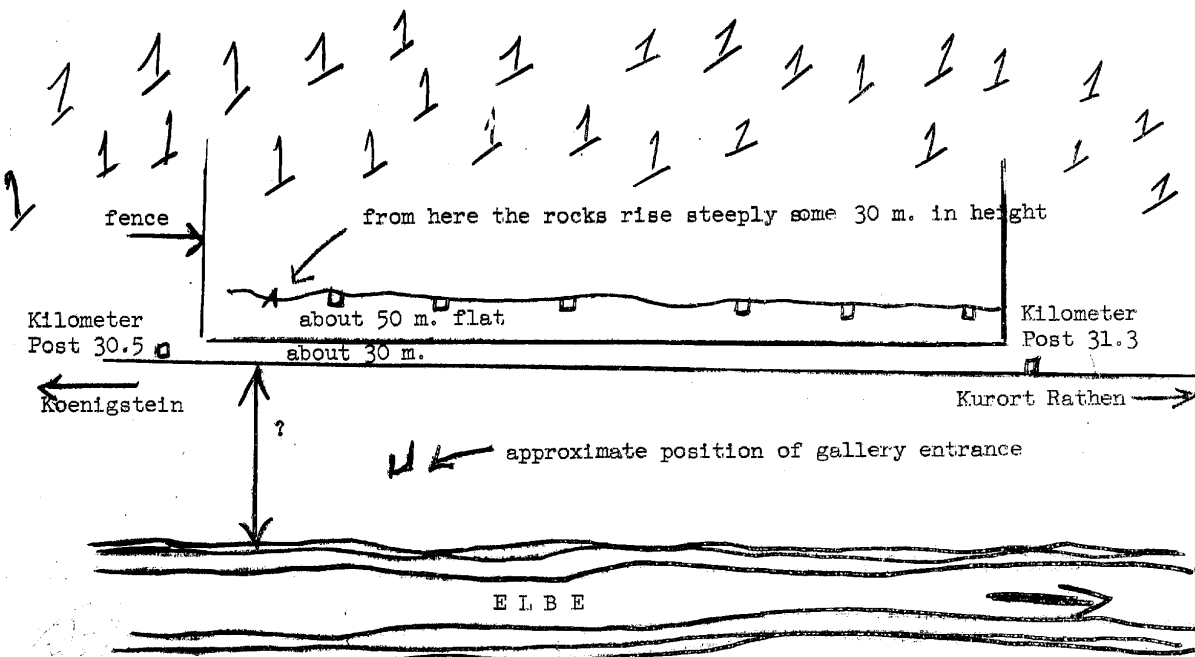 fence
from here the rocks rise steeply some 30 m. in height
about 50 m. flat
Kilometer
Post 30.5
about 30 m.
Kilometer
Post 31.3
Koenigstein
Kurort Rathen
?
approximate position of gallery entrance
E L B E